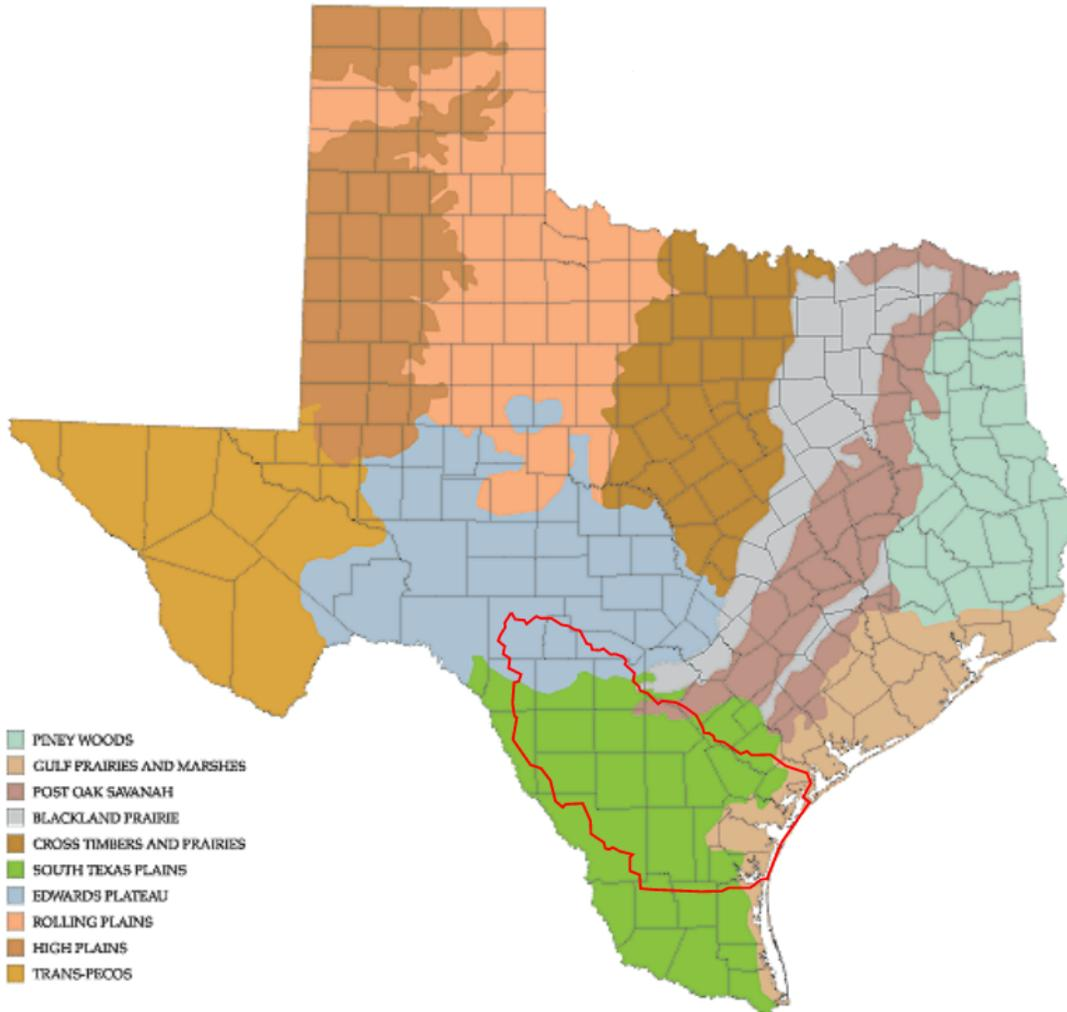 PINEY WOODS
GULF PRAIRIES AND MARSHES
POST OAK SAVANAH
BLACKLAND PRAIRIE
CROSS TIMBERS AND PRAIRIES
SOUTH TEXAS PLAINS
EDWARDS PLATEAU
ROLLING PLAINS
HIGH PLAINS
TRANS-PECOS